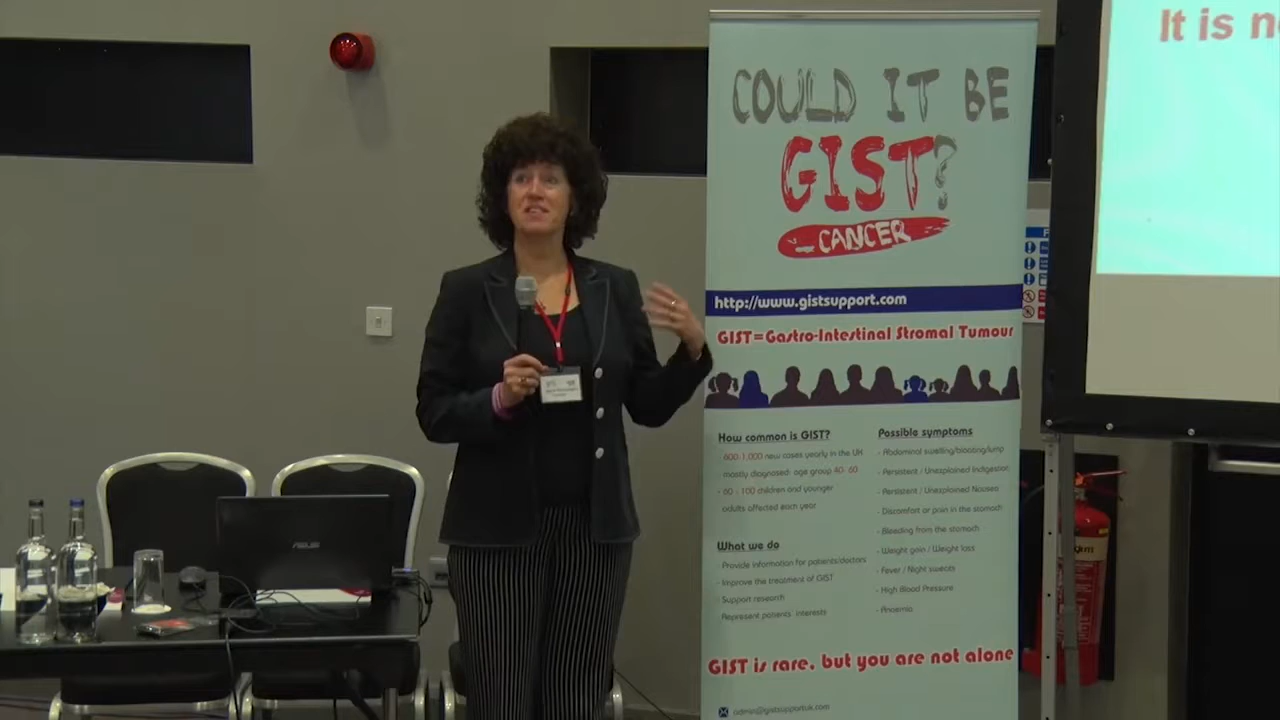 It is n
COULD IT BE
GIST?
CANCER
http://www.gistsupport.com
GIST=Gastro-Intestinal Stromal Tumour
How common is GIST?
- 600-1,000 new cases yearly in the UK
- mostly diagnosed- age group 40- 60
- 60 - 100 children and younger
adults affected each year
What we do
- Provide information for patients/doctors
- Improve the treatment of GIST
- Support research
- Represent patients' interests
Possible symptoms
- Abdominal swelling/bloating/lump
- Persistent / Unexplained Indigestion
- Persistent / Unexplained Nausea
- Discomfort or pain in the stomach
- Bleeding from the stomach
- Weight gain / Weight loss
- Fever / Night sweats
- High Blood Pressure
- Anaemia
GIST is rare, but you are not alone
admin@gistsupportuk.com
ASUS